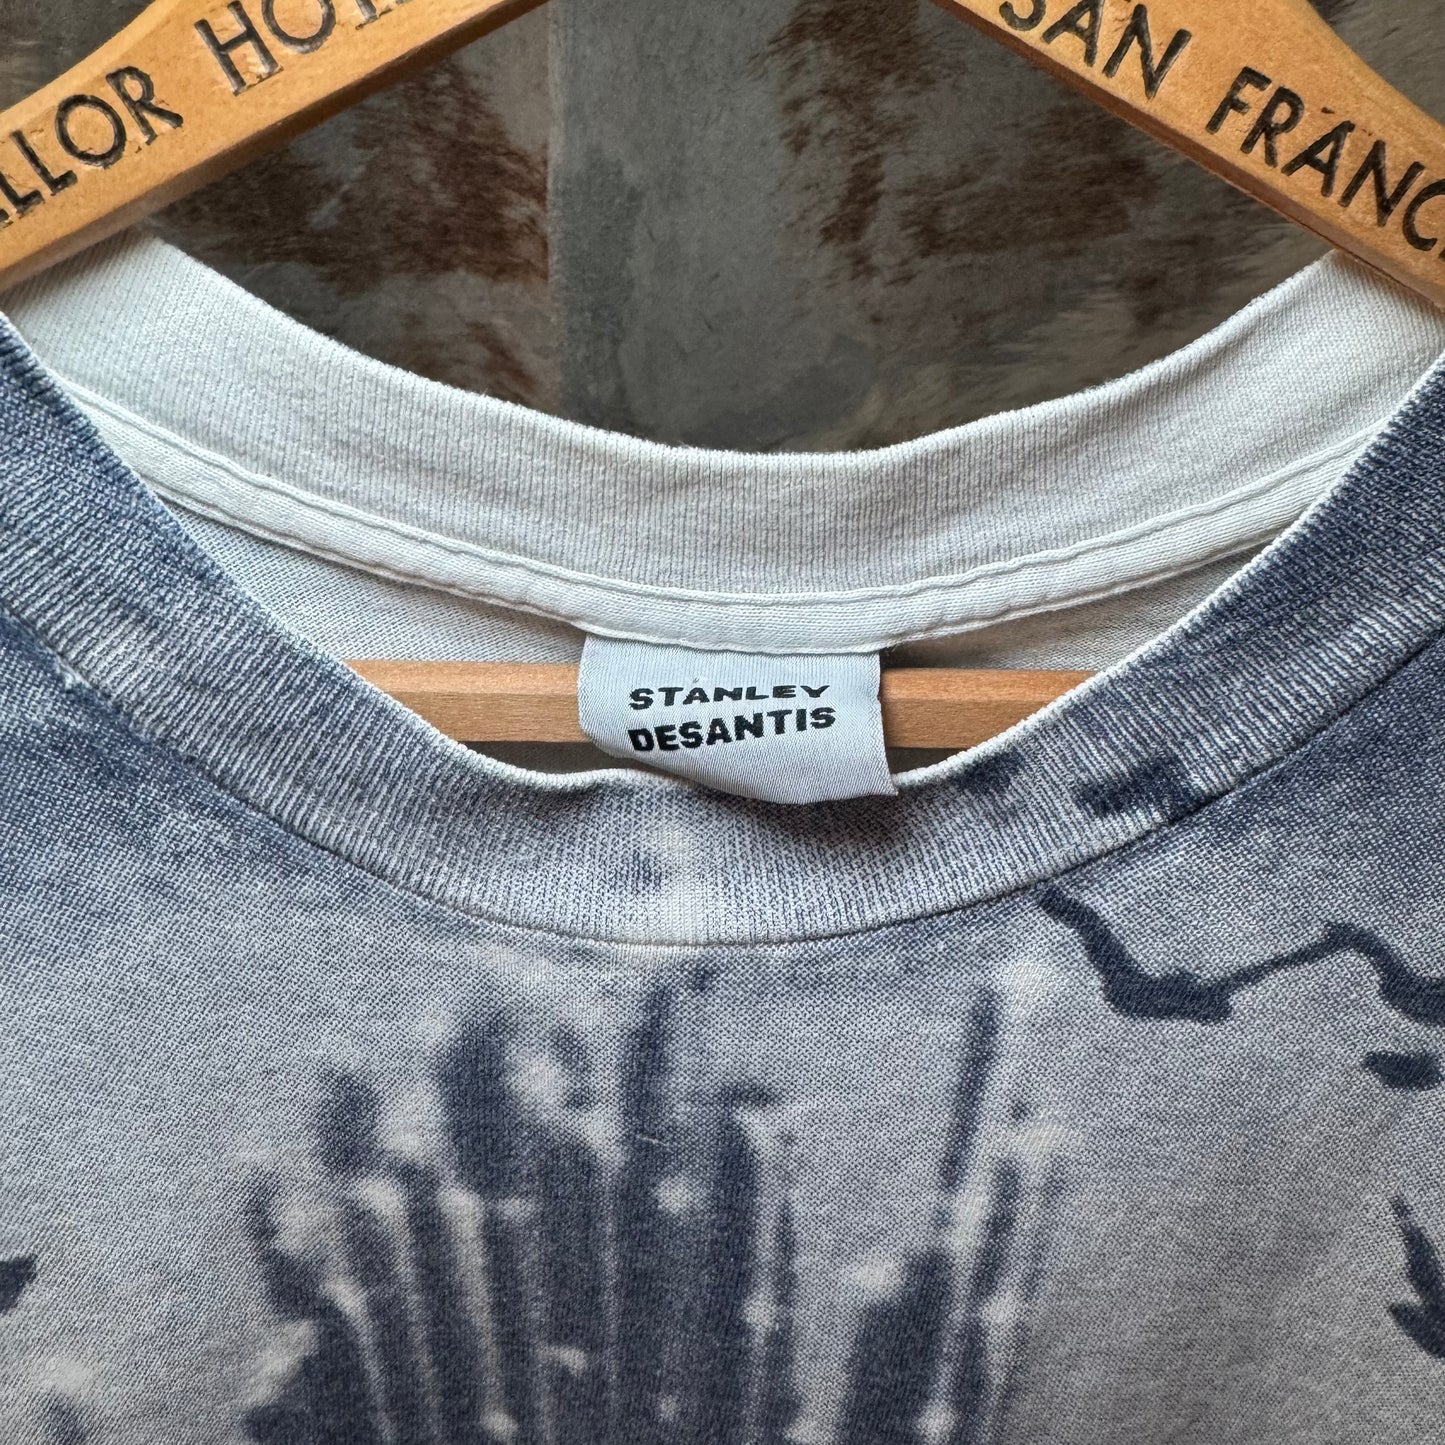 LLOR HOT
SAN FRANC
STANLEY
DESANTIS